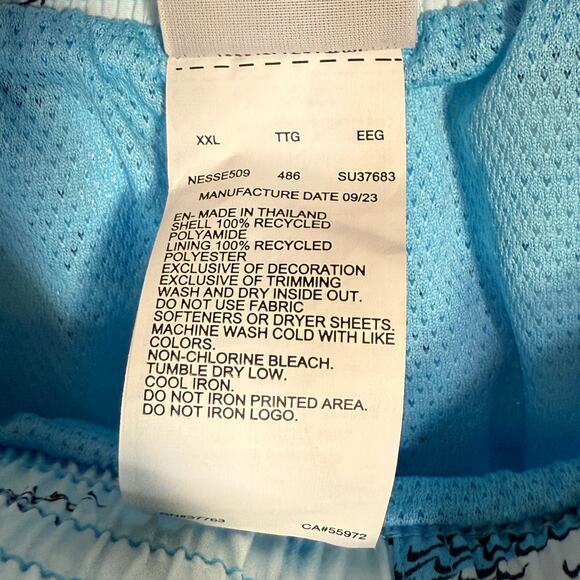 XXL TTG EEG
NESSE509 486 SU37683
MANUFACTURE DATE 09/23
EN- MADE IN THAILAND
SHELL 100% RECYCLED
POLYAMIDE
LINING 100% RECYCLED
POLYESTER
EXCLUSIVE OF DECORATION
EXCLUSIVE OF TRIMMING
WASH AND DRY INSIDE OUT.
DO NOT USE FABRIC
SOFTENERS OR DRYER SHEETS.
MACHINE WASH COLD WITH LIKE
COLORS.
NON-CHLORINE BLEACH.
TUMBLE DRY LOW.
COOL IRON.
DO NOT IRON PRINTED AREA.
DO NOT IRON LOGO.
RN#37763 CA#55972